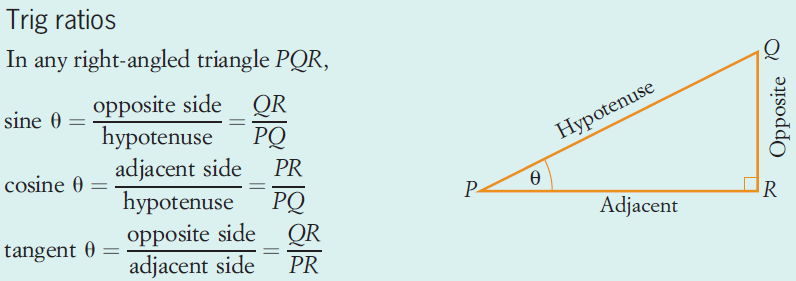 Trig ratios
In any right-angled triangle PQR,
sine θ = opposite side / hypotenuse = QR / PQ
cosine θ = adjacent side / hypotenuse = PR / PQ
tangent θ = opposite side / adjacent side = QR / PR
Q
Hypotenuse
Opposite
P
θ
R
Adjacent